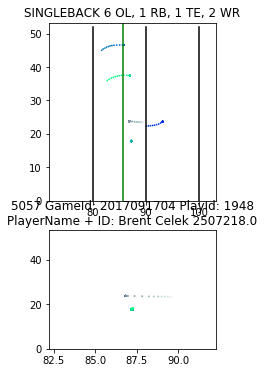 SINGLEBACK 6 OL, 1 RB, 1 TE, 2 WR
50
40
30
20
10
0
80 90 100
5057 GameId: 2017091704 PlayId: 1948
PlayerName + ID: Brent Celek 2507218.0
40
20
0
82.5 85.0 87.5 90.0